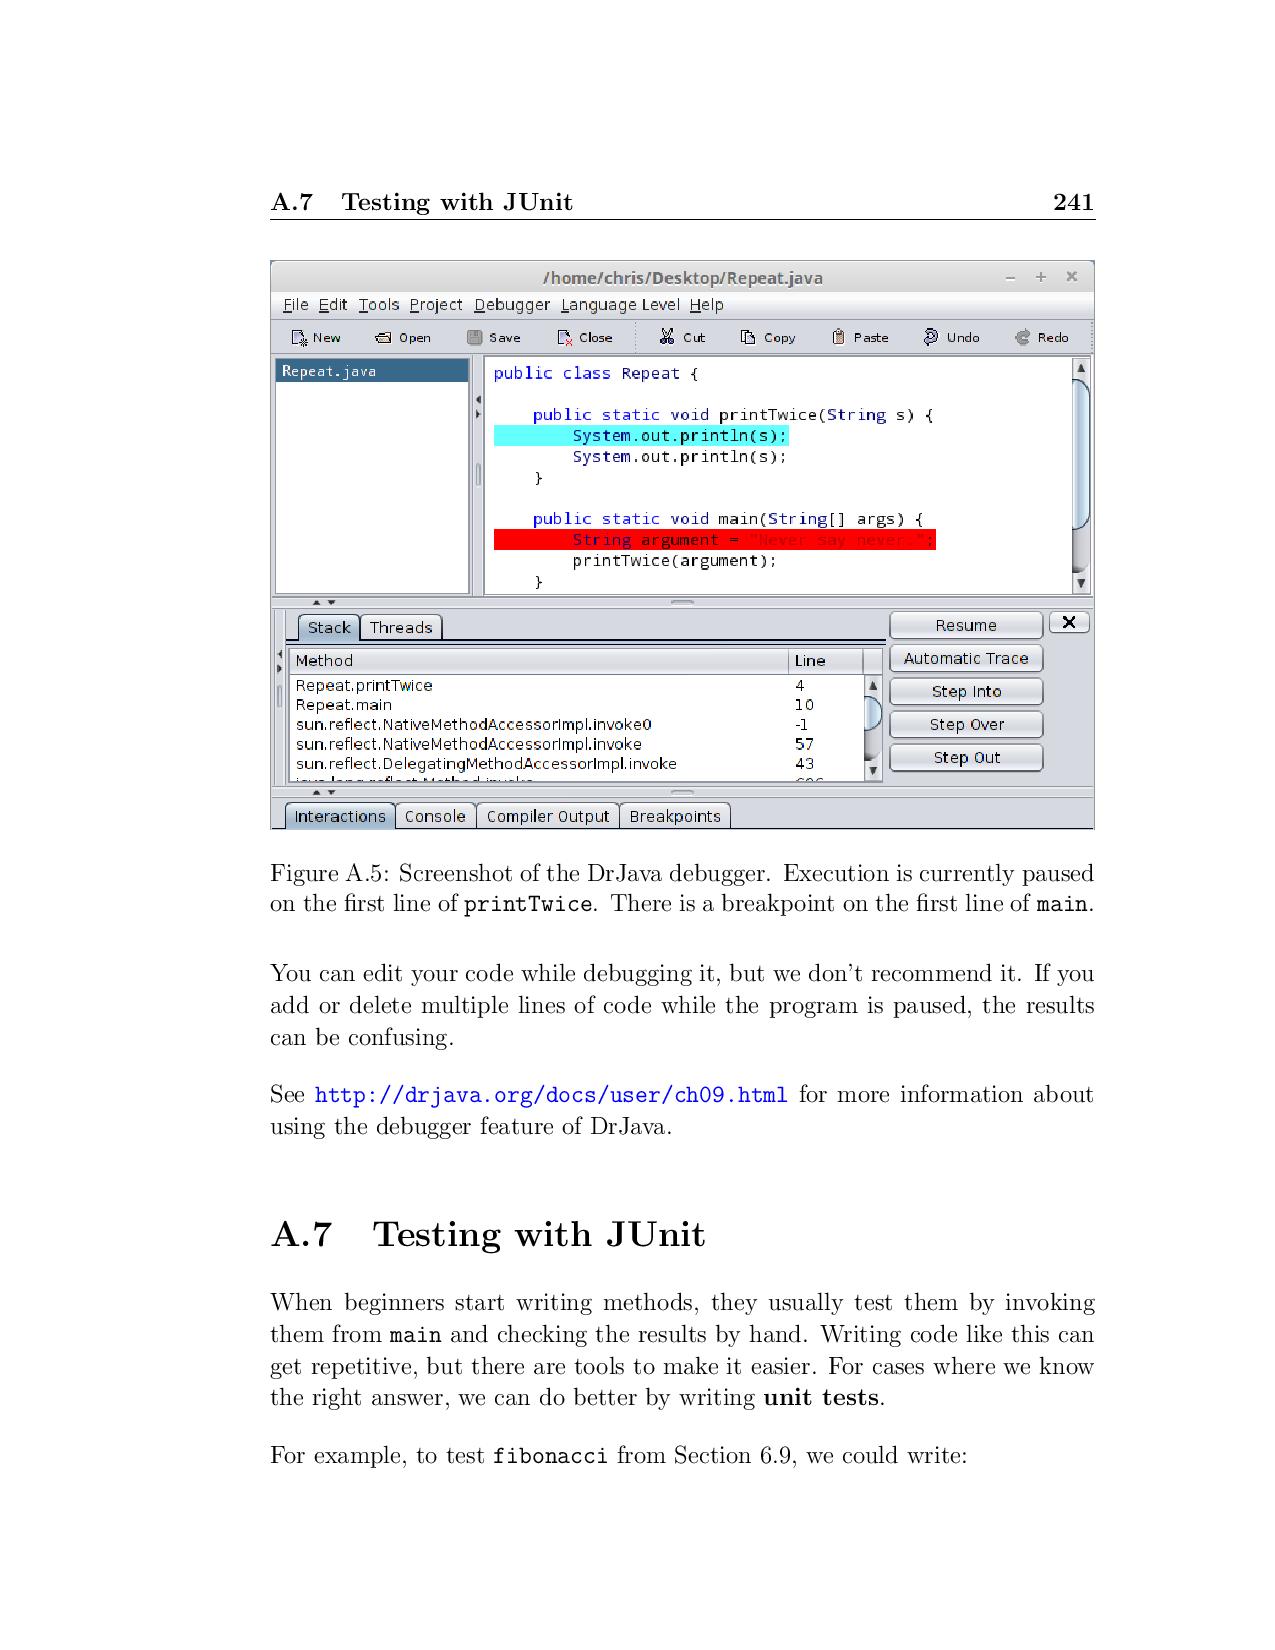 A.7 Testing with JUnit 241
/home/chris/Desktop/Repeat.java
File Edit Tools Project Debugger Language Level Help
New Open Save Close Cut Copy Paste Undo Redo
Repeat.java
public class Repeat {
public static void printTwice(String s) {
System.out.println(s);
System.out.println(s);
}
public static void main(String[] args) {
String argument = "Never say never.";
printTwice(argument);
}
Stack Threads
Method Line
Repeat.printTwice 4
Repeat.main 10
sun.reflect.NativeMethodAccessorImpl.invoke0 -1
sun.reflect.NativeMethodAccessorImpl.invoke 57
sun.reflect.DelegatingMethodAccessorImpl.invoke 43
Resume
Automatic Trace
Step Into
Step Over
Step Out
Interactions Console Compiler Output Breakpoints
Figure A.5: Screenshot of the DrJava debugger. Execution is currently paused
on the first line of printTwice. There is a breakpoint on the first line of main.
You can edit your code while debugging it, but we don't recommend it. If you
add or delete multiple lines of code while the program is paused, the results
can be confusing.
See http://drjava.org/docs/user/ch09.html for more information about
using the debugger feature of DrJava.
A.7 Testing with JUnit
When beginners start writing methods, they usually test them by invoking
them from main and checking the results by hand. Writing code like this can
get repetitive, but there are tools to make it easier. For cases where we know
the right answer, we can do better by writing unit tests.
For example, to test fibonacci from Section 6.9, we could write: